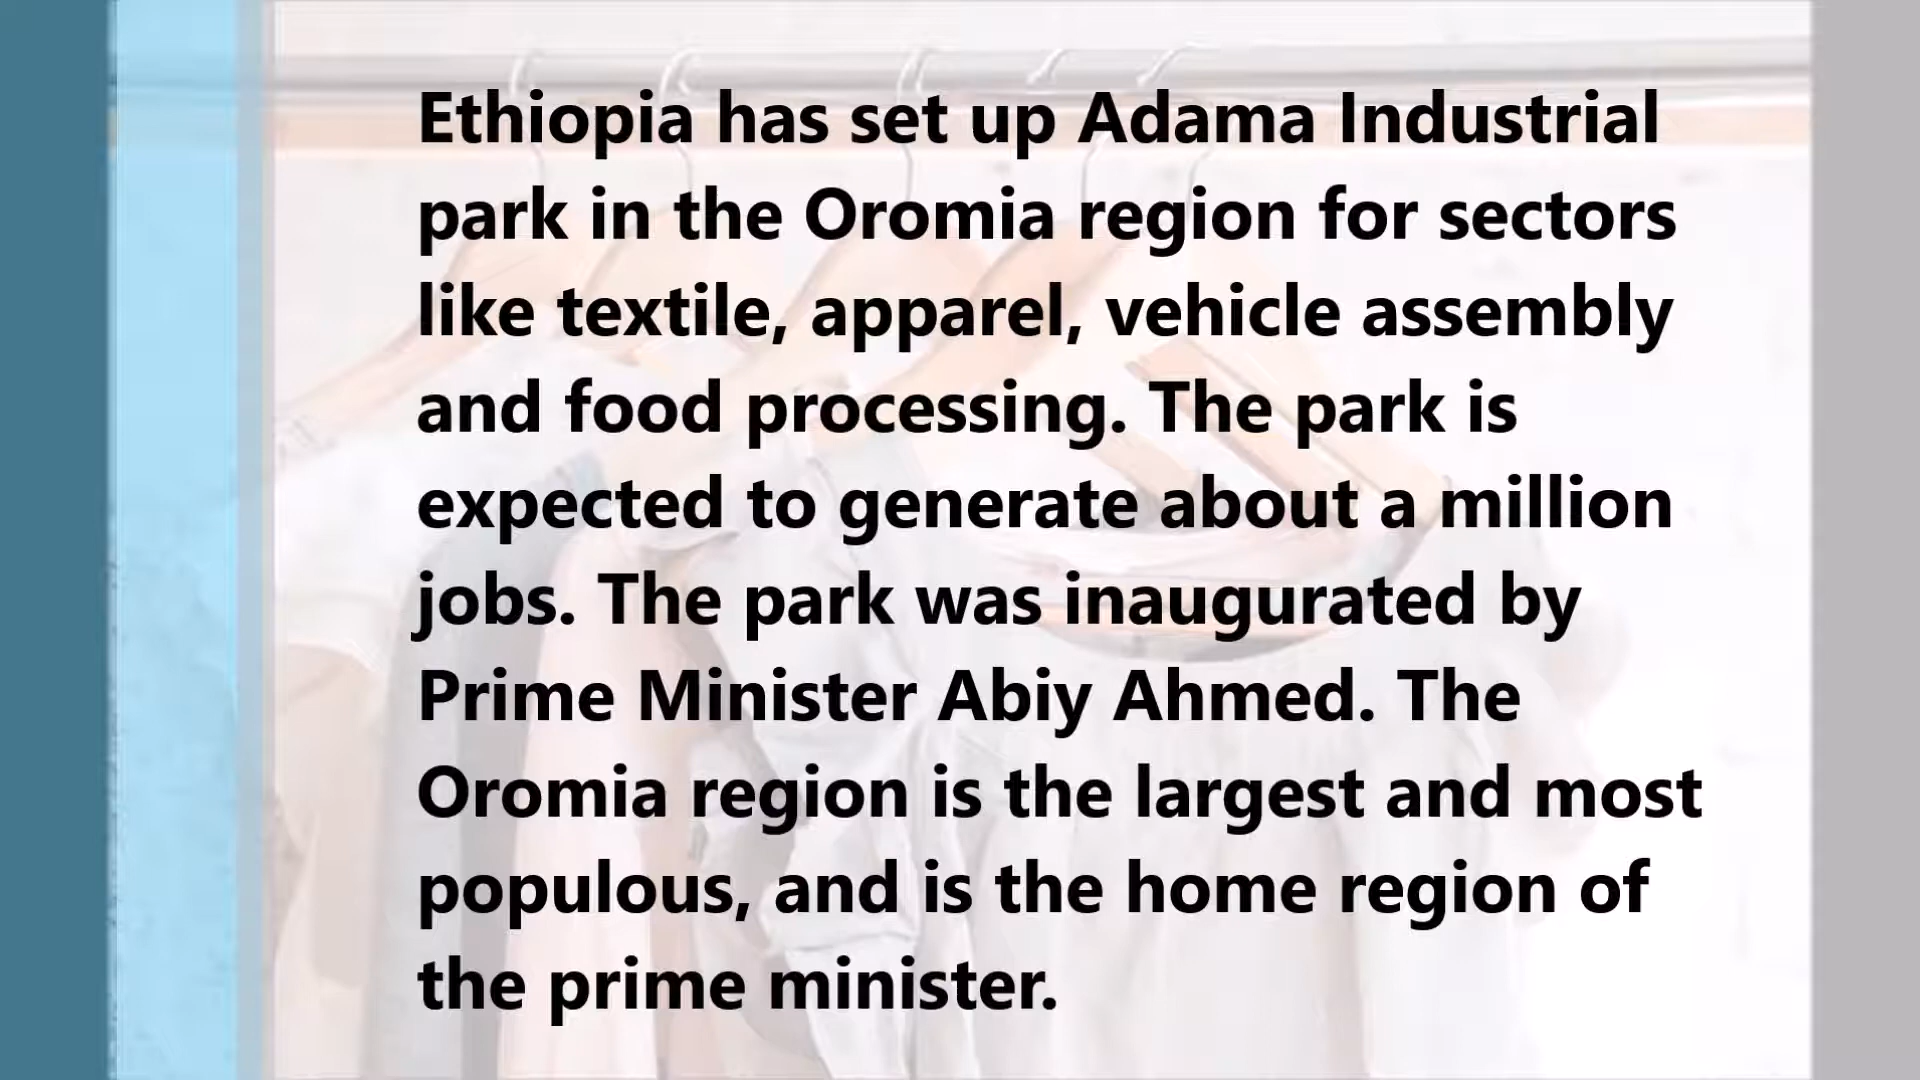 Ethiopia has set up Adama Industrial
park in the Oromia region for sectors
like textile, apparel, vehicle assembly
and food processing. The park is
expected to generate about a million
jobs. The park was inaugurated by
Prime Minister Abiy Ahmed. The
Oromia region is the largest and most
populous, and is the home region of
the prime minister.